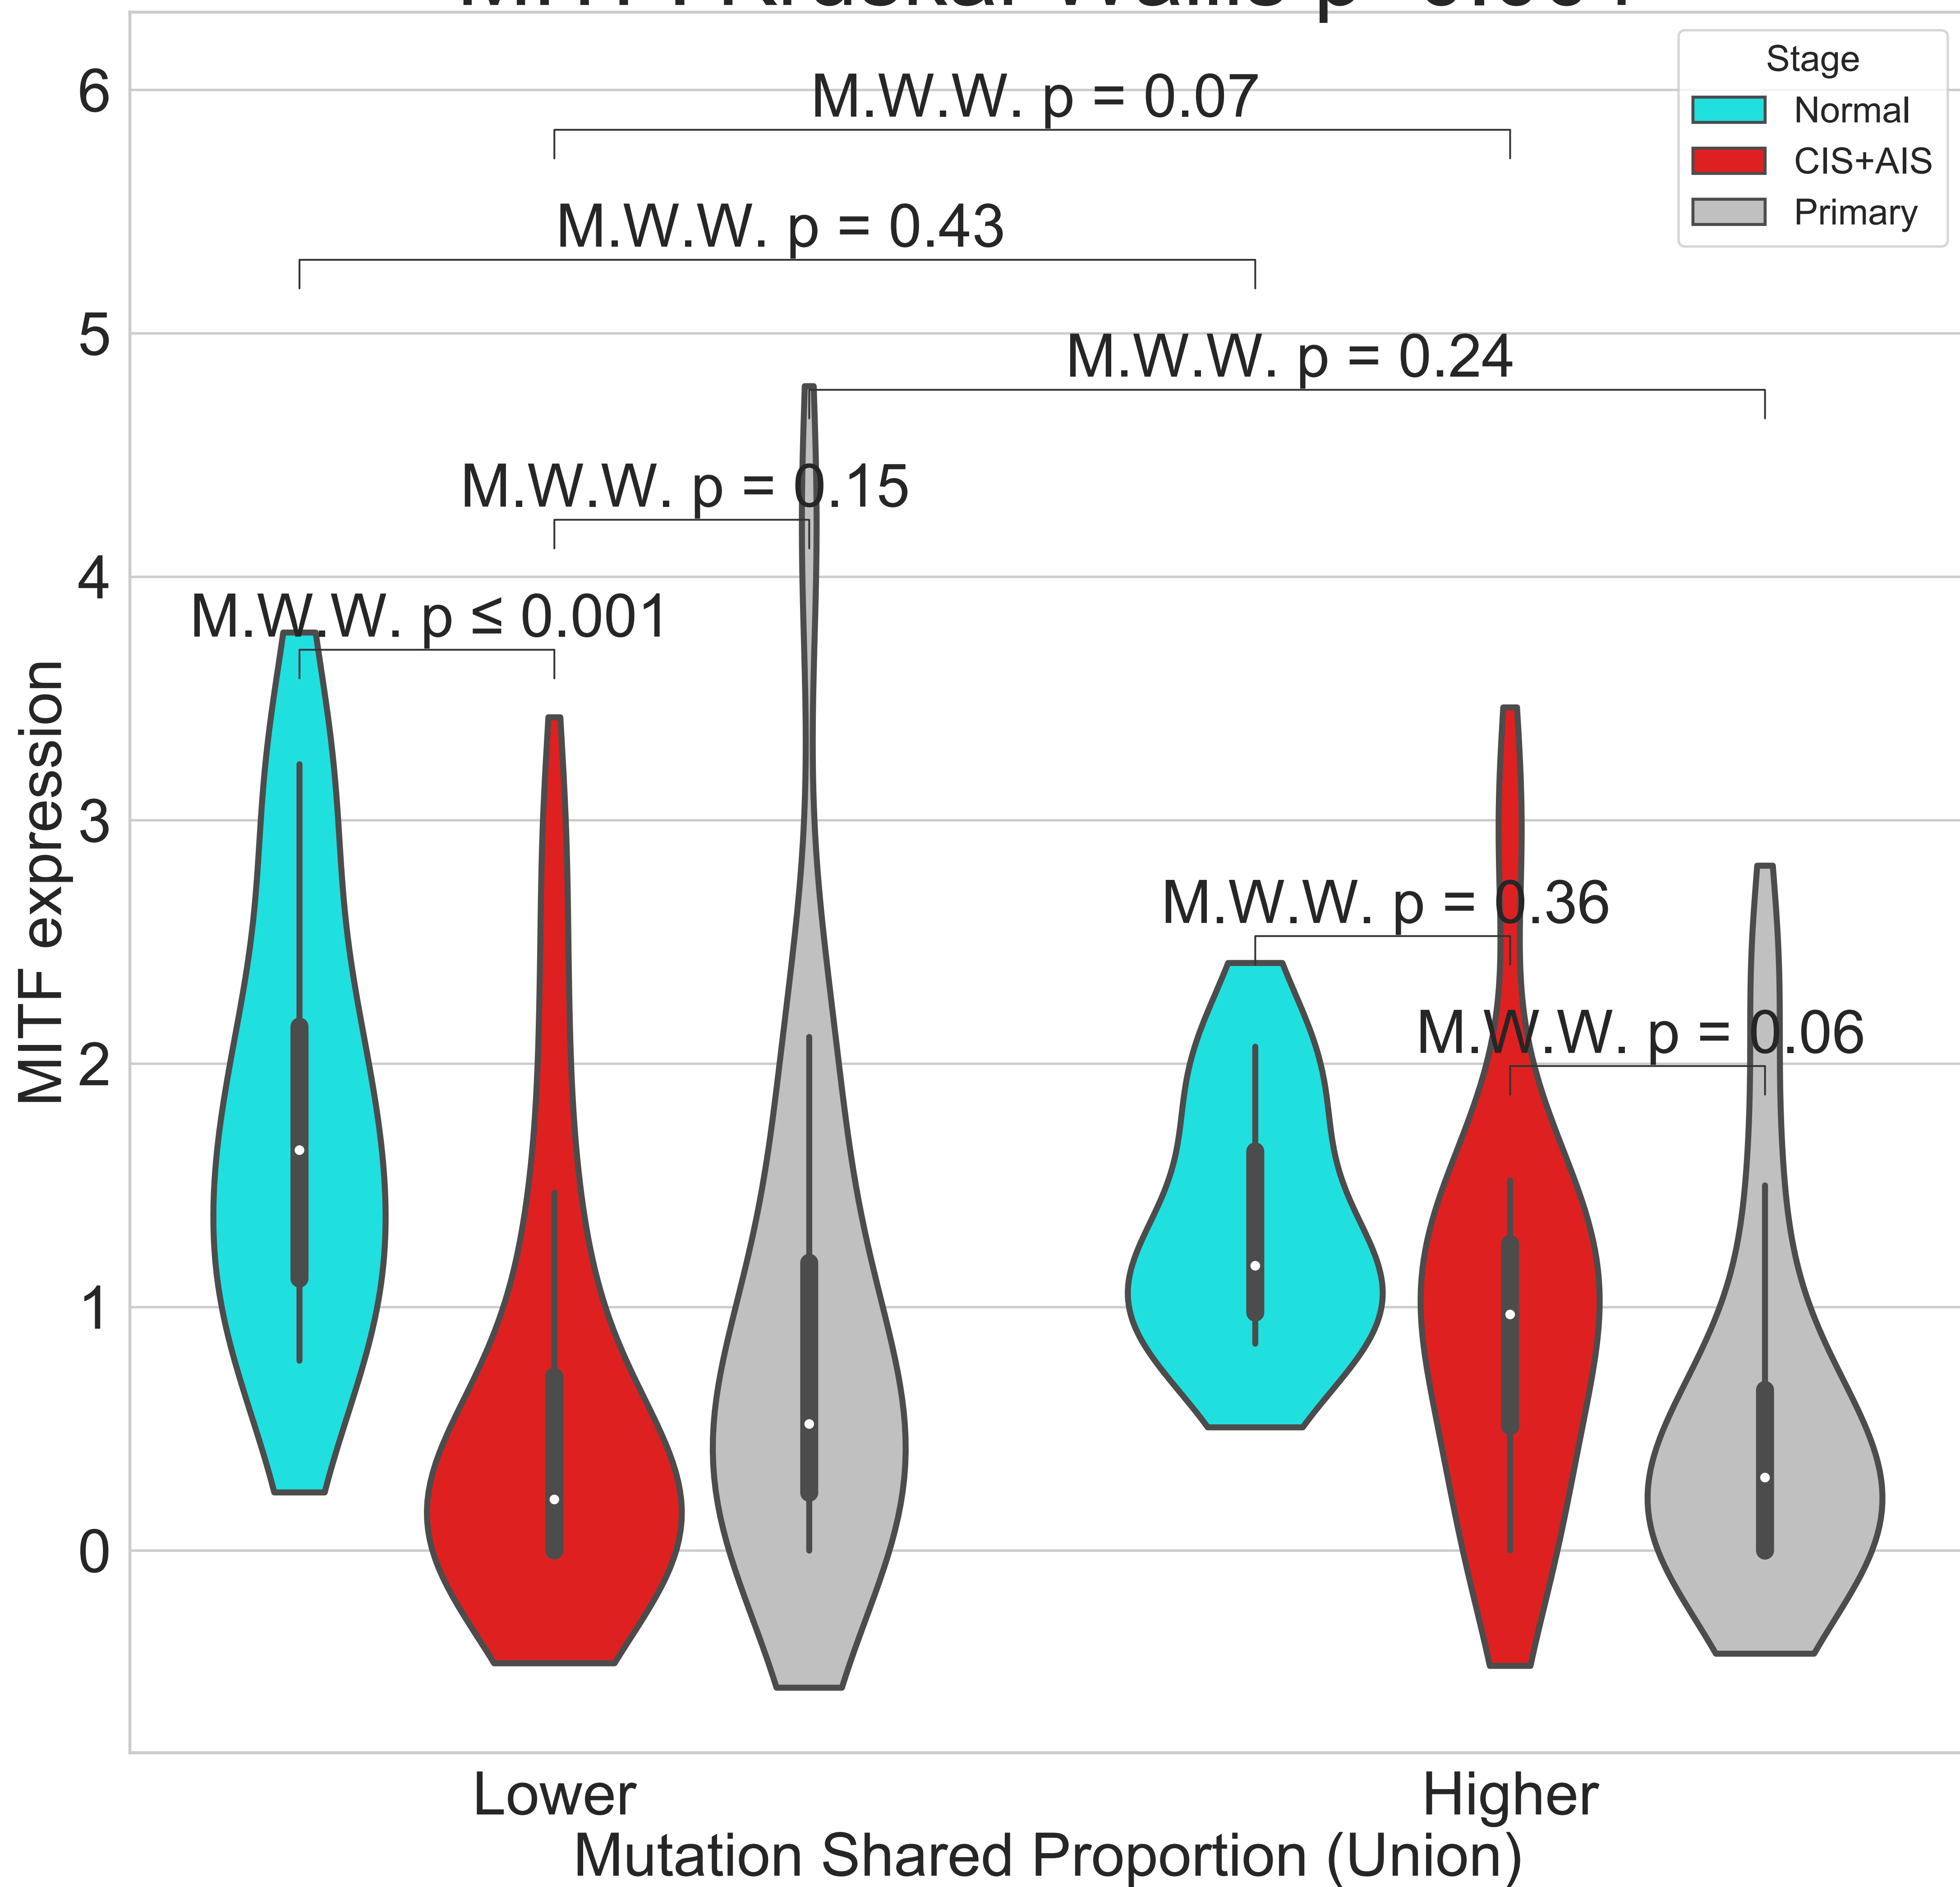 6
M.W.W. p = 0.07
M.W.W. p = 0.43
5
M.W.W. p = 0.24
M.W.W. p = 0.15
4
M.W.W. p ≤ 0.001
3
M.W.W. p = 0.36
M.W.W. p = 0.06
2
1
0
MITF expression
Stage
Normal
CIS+AIS
Primary
Lower
Higher
Mutation Shared Proportion (Union)